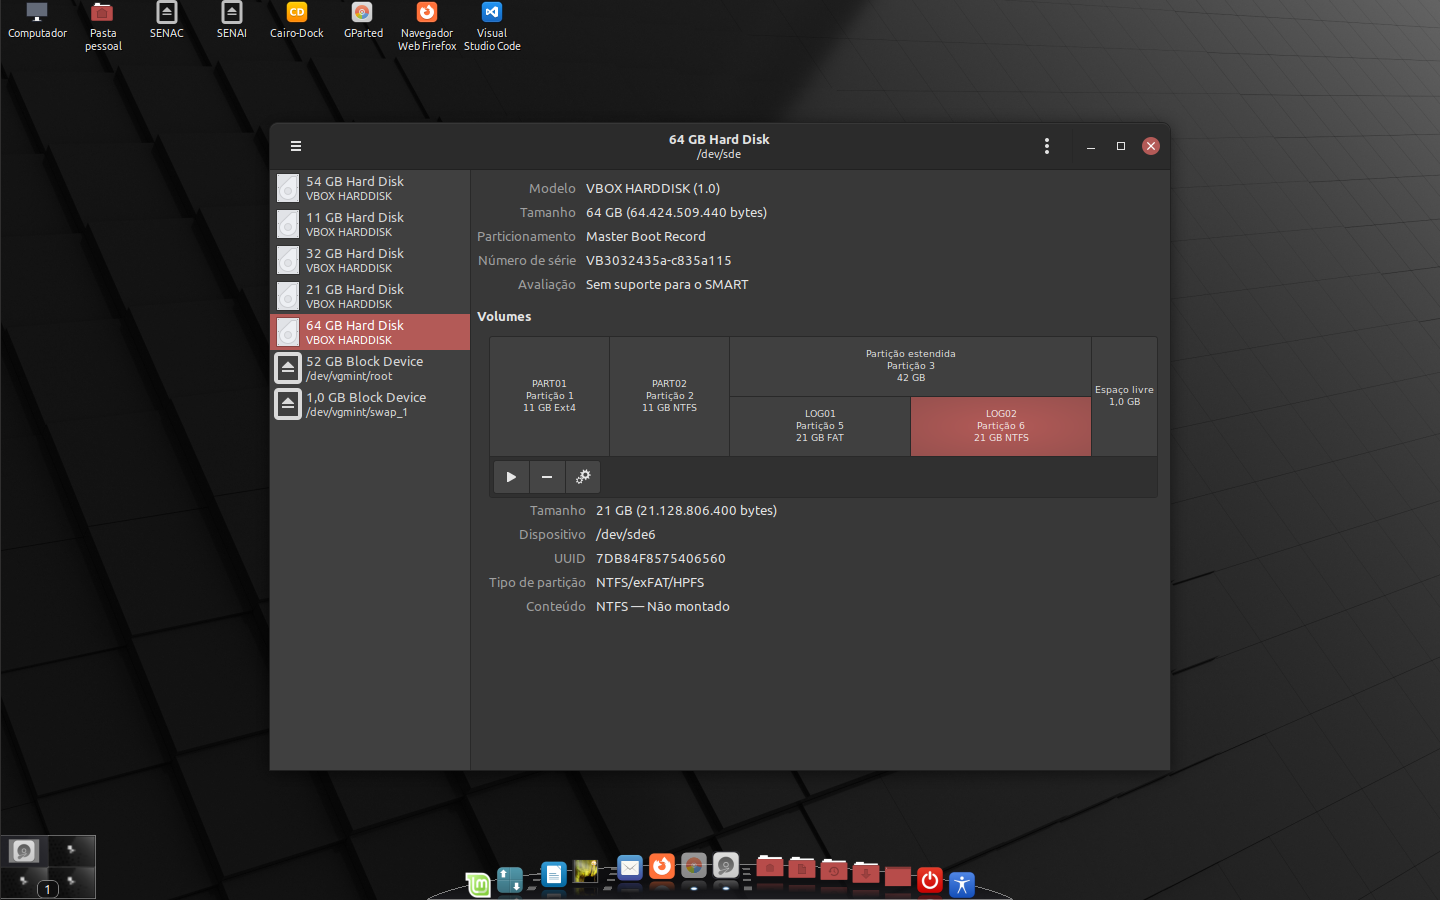 Computador
Pasta pessoal
SENAC
SENAI
CD
Cairo-Dock
GParted
Navegador Web Firefox
Visual Studio Code
64 GB Hard Disk
/dev/sde
54 GB Hard Disk
VBOX HARDDISK
11 GB Hard Disk
VBOX HARDDISK
32 GB Hard Disk
VBOX HARDDISK
21 GB Hard Disk
VBOX HARDDISK
64 GB Hard Disk
VBOX HARDDISK
52 GB Block Device
/dev/vgmint/root
1,0 GB Block Device
/dev/vgmint/swap_1
Modelo VBOX HARDDISK (1.0)
Tamanho 64 GB (64.424.509.440 bytes)
Particionamento Master Boot Record
Número de série VB3032435a-c835a115
Avaliação Sem suporte para o SMART
Volumes
PART01
Partição 1
11 GB Ext4
PART02
Partição 2
11 GB NTFS
Partição estendida
Partição 3
42 GB
LOG01
Partição 5
21 GB FAT
LOG02
Partição 6
21 GB NTFS
Espaço livre
1,0 GB
Tamanho 21 GB (21.128.806.400 bytes)
Dispositivo /dev/sde6
UUID 7DB84F8575406560
Tipo de partição NTFS/exFAT/HPFS
Conteúdo NTFS — Não montado
1